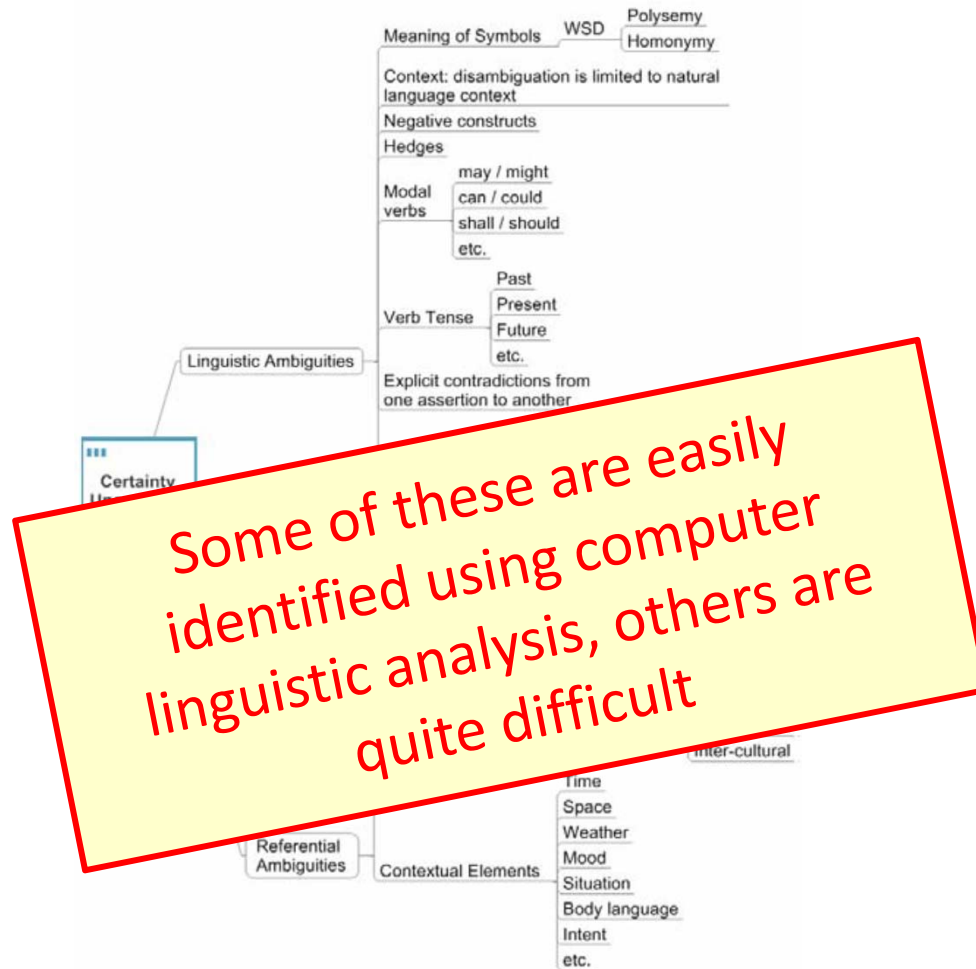 Meaning of Symbols
WSD
Polysemy
Homonymy
Context: disambiguation is limited to natural
language context
Negative constructs
Hedges
Modal
verbs
may / might
can / could
shall / should
etc.
Verb Tense
Past
Present
Future
etc.
Linguistic Ambiguities
Explicit contradictions from
one assertion to another
Certainty
Some of these are easily
identified using computer
linguistic analysis, others are
quite difficult
Inter-cultural
Referential
Ambiguities
Contextual Elements
Time
Space
Weather
Mood
Situation
Body language
Intent
etc.